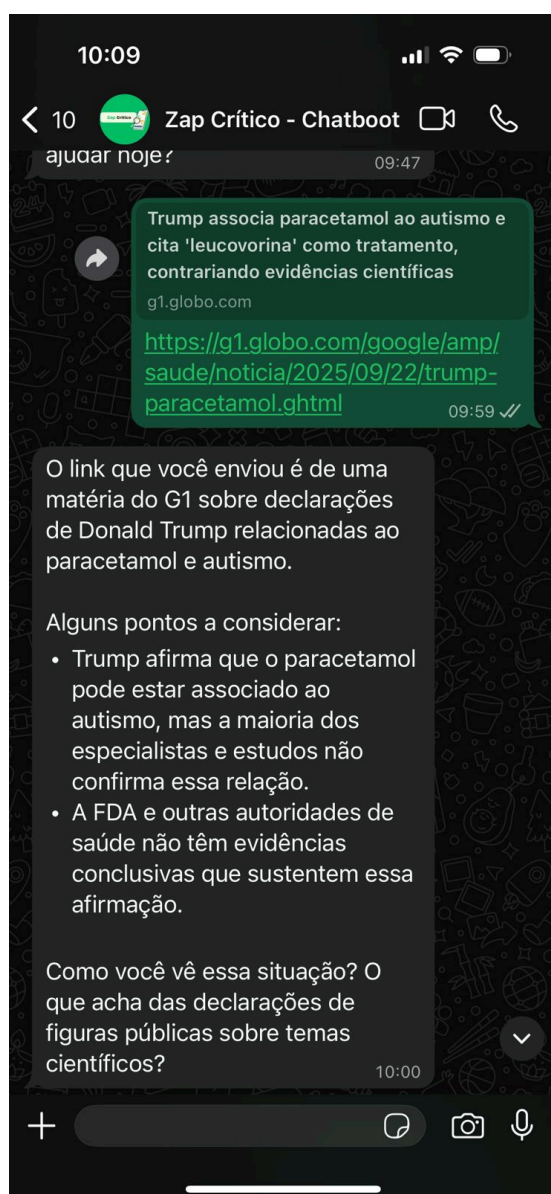 10:09
10
Zap Crítico
Zap Crítico - Chatboot
ajudar hoje?
09:47
Trump associa paracetamol ao autismo e
cita 'leucovorina' como tratamento,
contrariando evidências científicas
g1.globo.com
https://g1.globo.com/google/amp/
saude/noticia/2025/09/22/trump-
paracetamol.ghtml
09:59
O link que você enviou é de uma
matéria do G1 sobre declarações
de Donald Trump relacionadas ao
paracetamol e autismo.
Alguns pontos a considerar:
• Trump afirma que o paracetamol
pode estar associado ao
autismo, mas a maioria dos
especialistas e estudos não
confirma essa relação.
• A FDA e outras autoridades de
saúde não têm evidências
conclusivas que sustentem essa
afirmação.
Como você vê essa situação? O
que acha das declarações de
figuras públicas sobre temas
científicos?
10:00